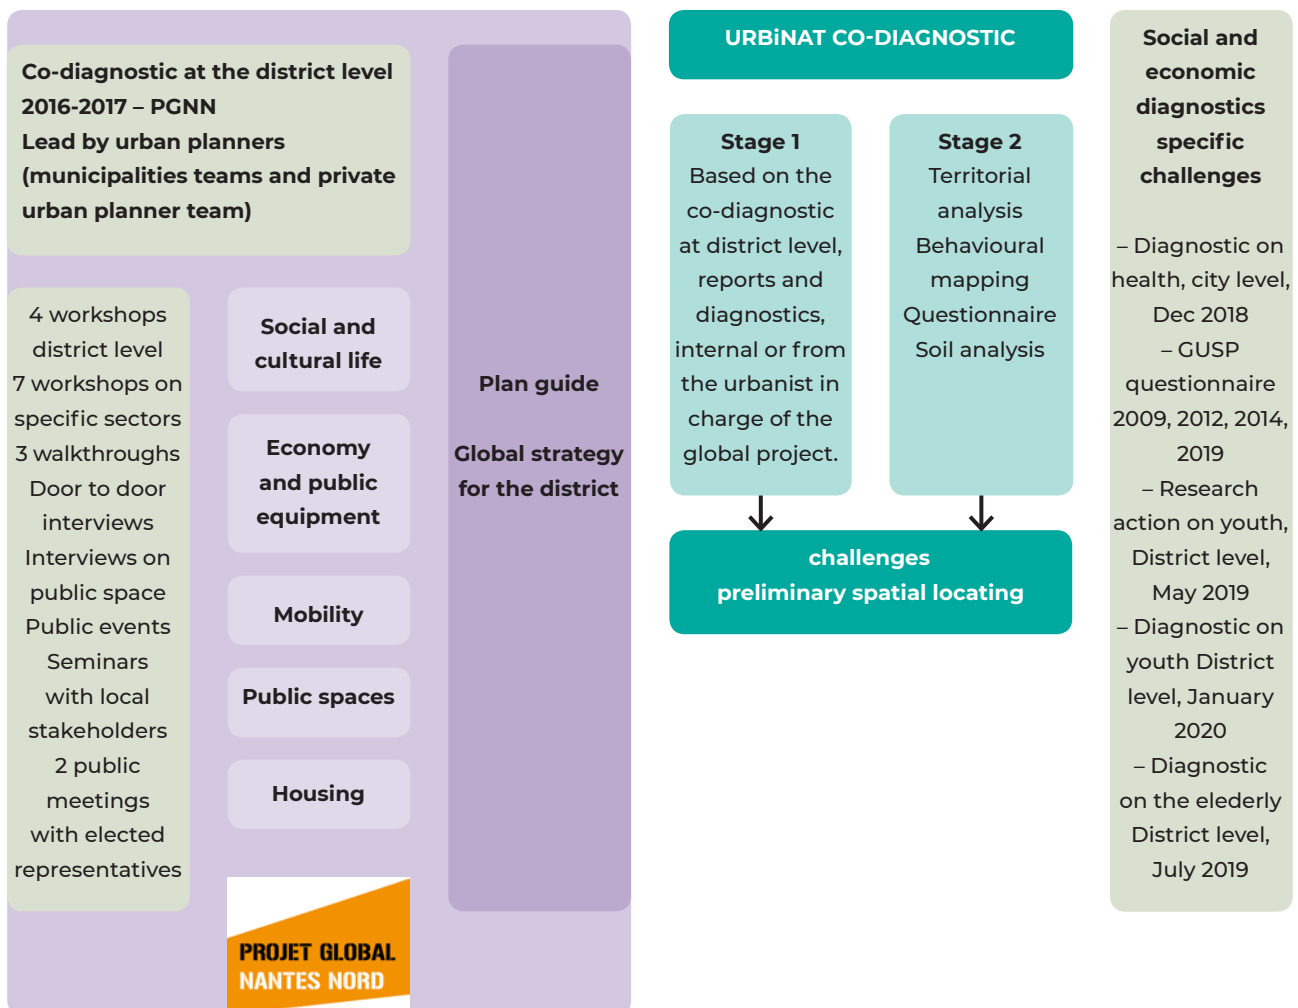 Co-diagnostic at the district level
2016-2017 – PGNN
Lead by urban planners
(municipalities teams and private
urban planner team)
4 workshops
district level
7 workshops on
specific sectors
3 walkthroughs
Door to door
interviews
Interviews on
public space
Public events
Seminars
with local
stakeholders
2 public
meetings
with elected
representatives
Social and
cultural life
Economy
and public
equipment
Mobility
Public spaces
Housing
PROJET GLOBAL
NANTES NORD
Plan guide
Global strategy
for the district
URBiNAT CO-DIAGNOSTIC
Stage 1
Based on the
co-diagnostic
at district level,
reports and
diagnostics,
internal or from
the urbanist in
charge of the
global project.
Stage 2
Territorial
analysis
Behavioural
mapping
Questionnaire
Soil analysis
challenges
preliminary spatial locating
Social and
economic
diagnostics
specific
challenges
– Diagnostic on
health, city level,
Dec 2018
– GUSP
questionnaire
2009, 2012, 2014,
2019
– Research
action on youth,
District level,
May 2019
– Diagnostic on
youth District
level, January
2020
– Diagnostic
on the elederly
District level,
July 2019